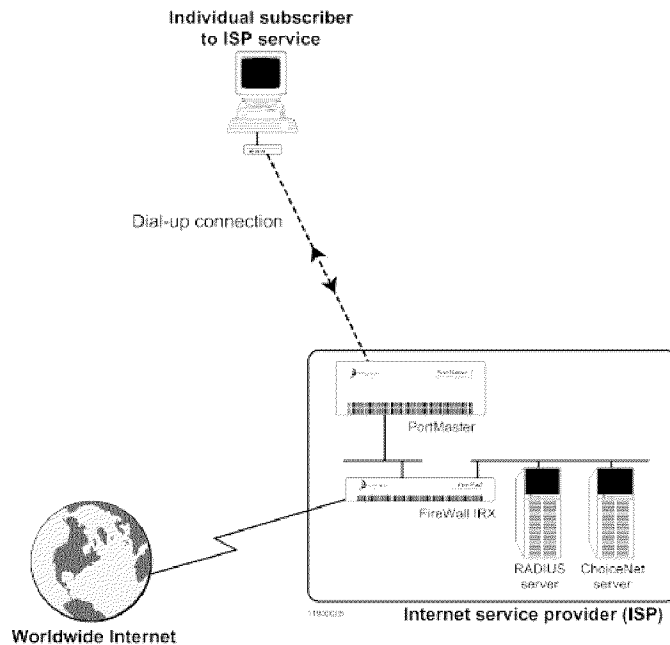 Individual subscriber
to ISP service
Dial-up connection
PortMaster
FireWall IRX
RADIUS
server
ChoiceNet
server
Internet service provider (ISP)
Worldwide Internet